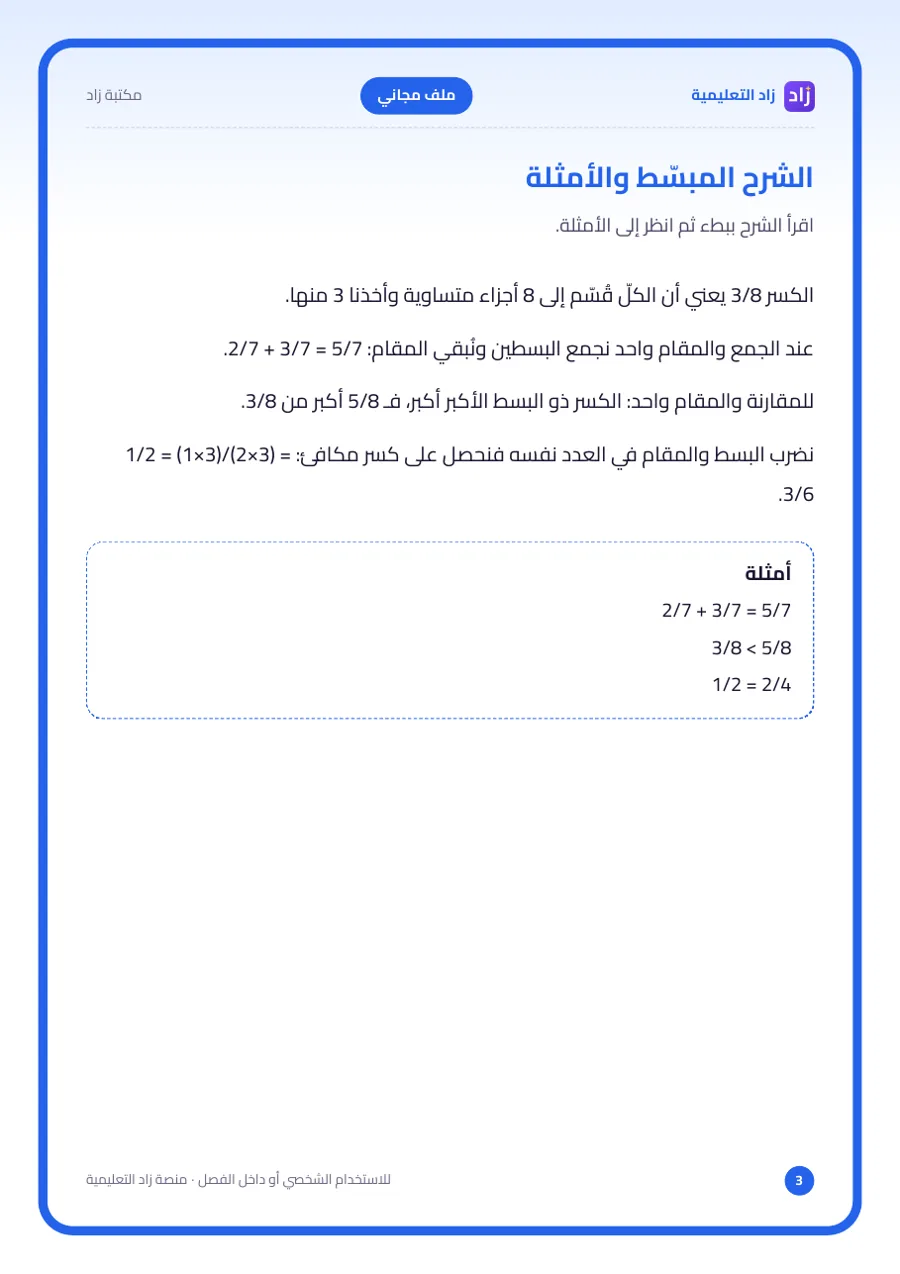 زاد زاد التعليمية
ملف مجاني
مكتبة زاد
الشرح المبسّط والأمثلة
اقرأ الشرح ببطء ثم انظر إلى الأمثلة.
الكسر 3/8 يعني أن الكلّ قُسّم إلى 8 أجزاء متساوية وأخذنا 3 منها.
عند الجمع والمقام واحد نجمع البسطين ونُبقي المقام: 2/7 + 3/7 = 5/7.
للمقارنة والمقام واحد: الكسر ذو البسط الأكبر أكبر، فـ 5/8 أكبر من 3/8.
نضرب البسط والمقام في العدد نفسه فنحصل على كسر مكافئ: 1/2 = (1×3)/(2×3) =
3/6.
أمثلة
2/7 + 3/7 = 5/7
3/8 < 5/8
1/2 = 2/4
3
للاستخدام الشخصي أو داخل الفصل · منصة زاد التعليمية